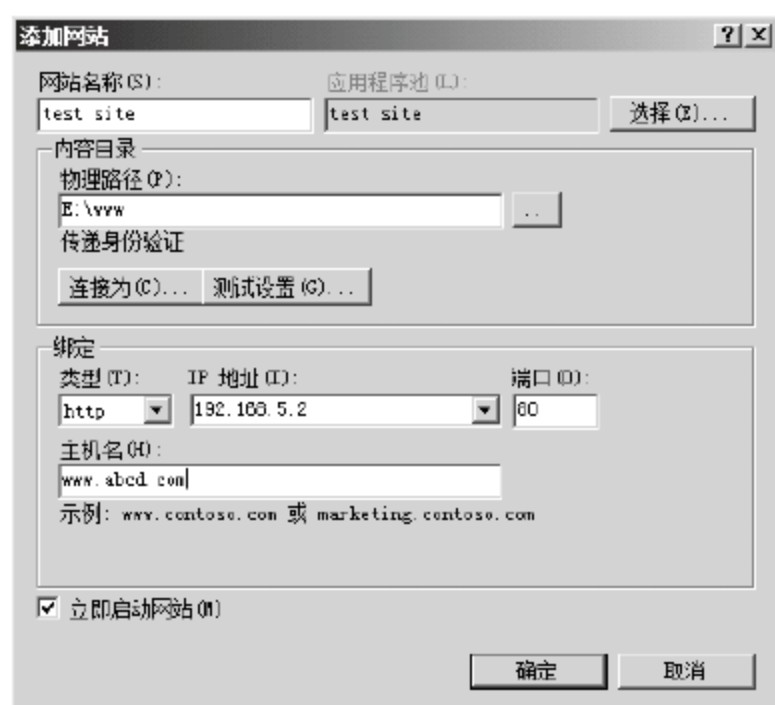 添加网站
网站名称(S):
应用程序池(L):
test site
test site
选择(E)...
内容目录
物理路径(P):
E:\www
..
传递身份验证
连接为(C)...
测试设置(G)...
绑定
类型(T):
IP 地址(I):
端口(O):
http
192.168.5.2
80
主机名(H):
www.abcd.com
示例: www.contoso.com 或 marketing.contoso.com
立即启动网站(M)
确定
取消